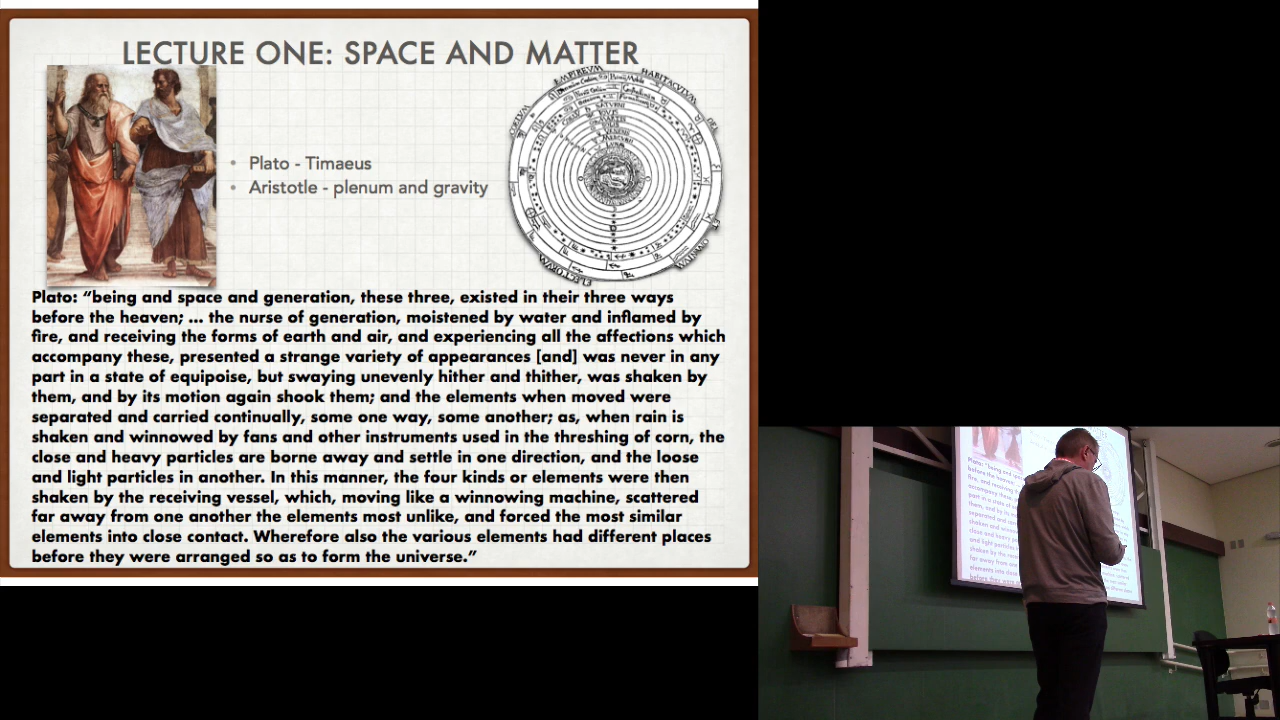 LECTURE ONE: SPACE AND MATTER
EMPIREUM
HABITACULUM
SATURNI
VENERIS
MERCURII
• Plato - Timaeus
• Aristotle - plenum and gravity
Plato: “being and space and generation, these three, existed in their three ways
before the heaven; ... the nurse of generation, moistened by water and inflamed by
fire, and receiving the forms of earth and air, and experiencing all the affections which
accompany these, presented a strange variety of appearances [and] was never in any
part in a state of equipoise, but swaying unevenly hither and thither, was shaken by
them, and by its motion again shook them; and the elements when moved were
separated and carried continually, some one way, some another; as, when rain is
shaken and winnowed by fans and other instruments used in the threshing of corn, the
close and heavy particles are borne away and settle in one direction, and the loose
and light particles in another. In this manner, the four kinds or elements were then
shaken by the receiving vessel, which, moving like a winnowing machine, scattered
far away from one another the elements most unlike, and forced the most similar
elements into close contact. Wherefore also the various elements had different places
before they were arranged so as to form the universe.”